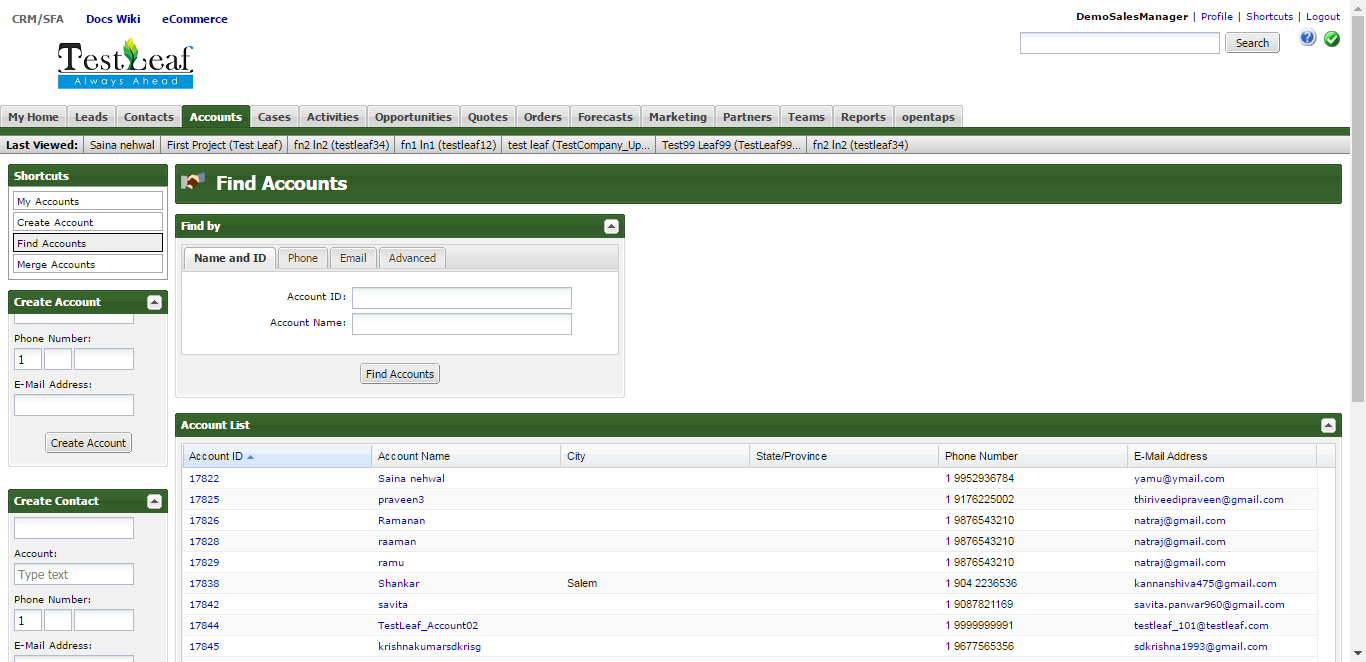 CRM/SFA Docs Wiki eCommerce
DemoSalesManager | Profile | Shortcuts | Logout
TestLeaf
Always Ahead
Search
My Home Leads Contacts Accounts Cases Activities Opportunities Quotes Orders Forecasts Marketing Partners Teams Reports opentaps
Last Viewed: Saina nehwal First Project (Test Leaf) fn2 ln2 (testleaf34) fn1 ln1 (testleaf12) test leaf (TestCompany_Up... Test99 Leaf99 (TestLeaf99... fn2 ln2 (testleaf34)
Shortcuts
My Accounts
Create Account
Find Accounts
Merge Accounts
Create Account
Phone Number:
1
E-Mail Address:
Create Account
Create Contact
Account:
Type text
Phone Number:
1
E-Mail Address:
Find Accounts
Find by
Name and ID Phone Email Advanced
Account ID:
Account Name:
Find Accounts
Account List
Account ID Account Name City State/Province Phone Number E-Mail Address
17822 Saina nehwal 1 9952936784 yamu@ymail.com
17825 praveen3 1 9176225002 thiriveedipraveen@gmail.com
17826 Ramanan 1 9876543210 natraj@gmail.com
17828 raaman 1 9876543210 natraj@gmail.com
17829 ramu 1 9876543210 natraj@gmail.com
17838 Shankar Salem 1 904 2236536 kannanshiva475@gmail.com
17842 savita 1 9087821169 savita.panwar960@gmail.com
17844 TestLeaf_Account02 1 9999999991 testleaf_101@testleaf.com
17845 krishnakumarsdkrisg 1 9677565356 sdkrishna1993@gmail.com